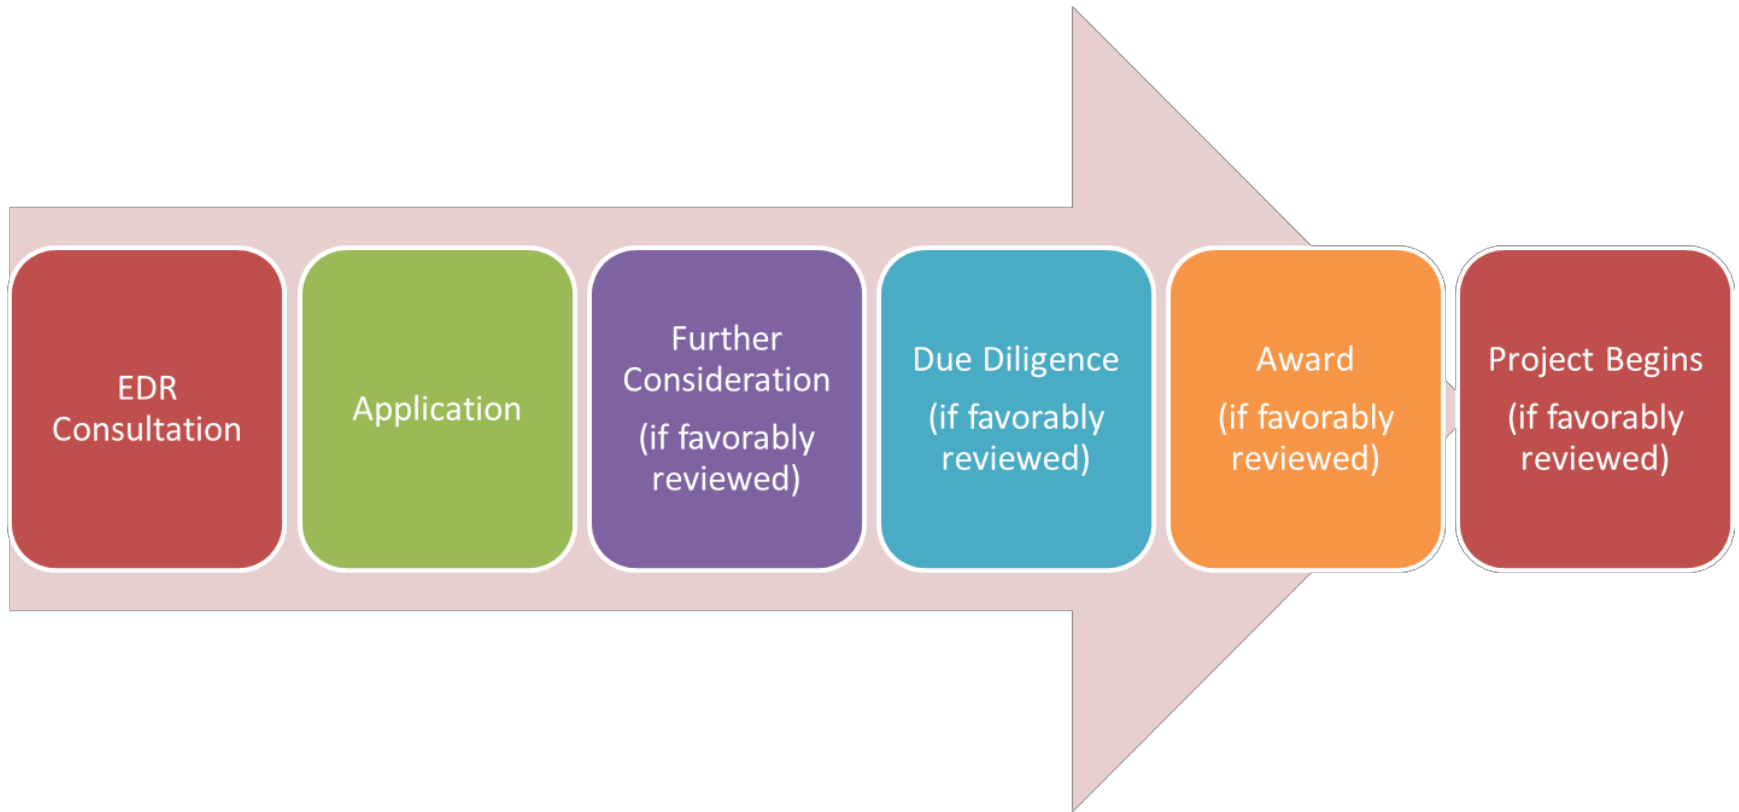 EDR
Consultation
Application
Further
Consideration
(if favorably
reviewed)
Due Diligence
(if favorably
reviewed)
Award
(if favorably
reviewed)
Project Begins
(if favorably
reviewed)